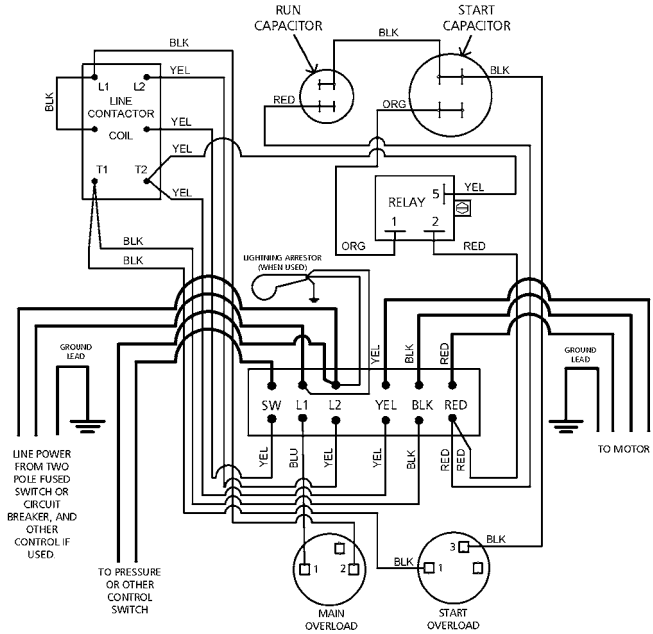 RUN
CAPACITOR
START
CAPACITOR
BLK
BLK
BLK
L1
L2
YEL
LINE
CONTACTOR
BLK
RED
ORG
COIL
YEL
T1
T2
YEL
YEL
RELAY
5
YEL
1
2
BLK
BLK
ORG
RED
LIGHTNING ARRESTOR
(WHEN USED)
GROUND
LEAD
YEL
BLK
RED
GROUND
LEAD
SW
L1
L2
YEL
BLK
RED
YEL
BLU
YEL
YEL
BLK
RED
RED
TO MOTOR
LINE POWER
FROM TWO
POLE FUSED
SWITCH OR
CIRCUIT
BREAKER, AND
OTHER
CONTROL IF
USED.
TO PRESSURE
OR OTHER
CONTROL
SWITCH
1
2
BLK
3
BLK
1
MAIN
OVERLOAD
START
OVERLOAD